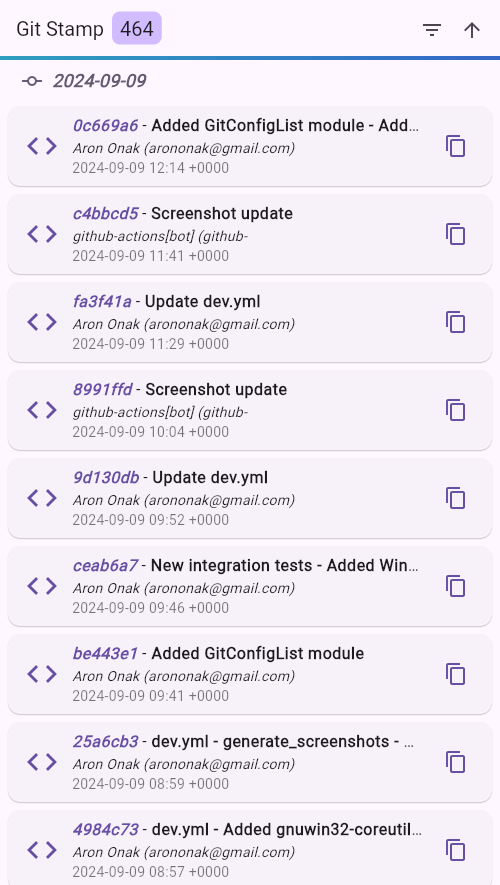 Git Stamp 464
2024-09-09
0c669a6 - Added GitConfigList module - Add...
Aron Onak (arononak@gmail.com)
2024-09-09 12:14 +0000
c4bbcd5 - Screenshot update
github-actions[bot] (github-
2024-09-09 11:41 +0000
fa3f41a - Update dev.yml
Aron Onak (arononak@gmail.com)
2024-09-09 11:29 +0000
8991ffd - Screenshot update
github-actions[bot] (github-
2024-09-09 10:04 +0000
9d130db - Update dev.yml
Aron Onak (arononak@gmail.com)
2024-09-09 09:52 +0000
ceab6a7 - New integration tests - Added Win...
Aron Onak (arononak@gmail.com)
2024-09-09 09:46 +0000
be443e1 - Added GitConfigList module
Aron Onak (arononak@gmail.com)
2024-09-09 09:41 +0000
25a6cb3 - dev.yml - generate_screenshots - ...
Aron Onak (arononak@gmail.com)
2024-09-09 08:59 +0000
4984c73 - dev.yml - Added gnuwin32-coreutil...
Aron Onak (arononak@gmail.com)
2024-09-09 08:57 +0000